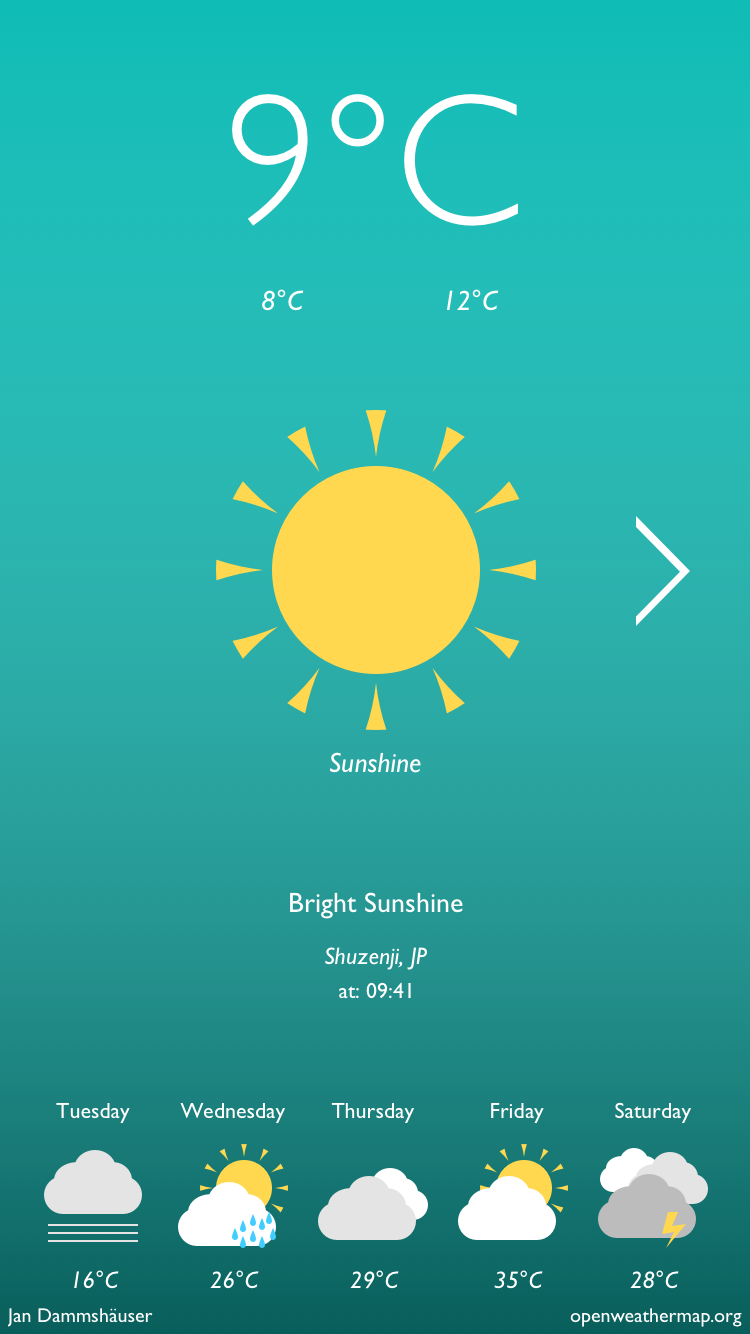 9°C
8°C 12°C
Sunshine
Bright Sunshine
Shuzenji, JP
at: 09:41
Tuesday Wednesday Thursday Friday Saturday
16°C 26°C 29°C 35°C 28°C
Jan Dammshäuser openweathermap.org